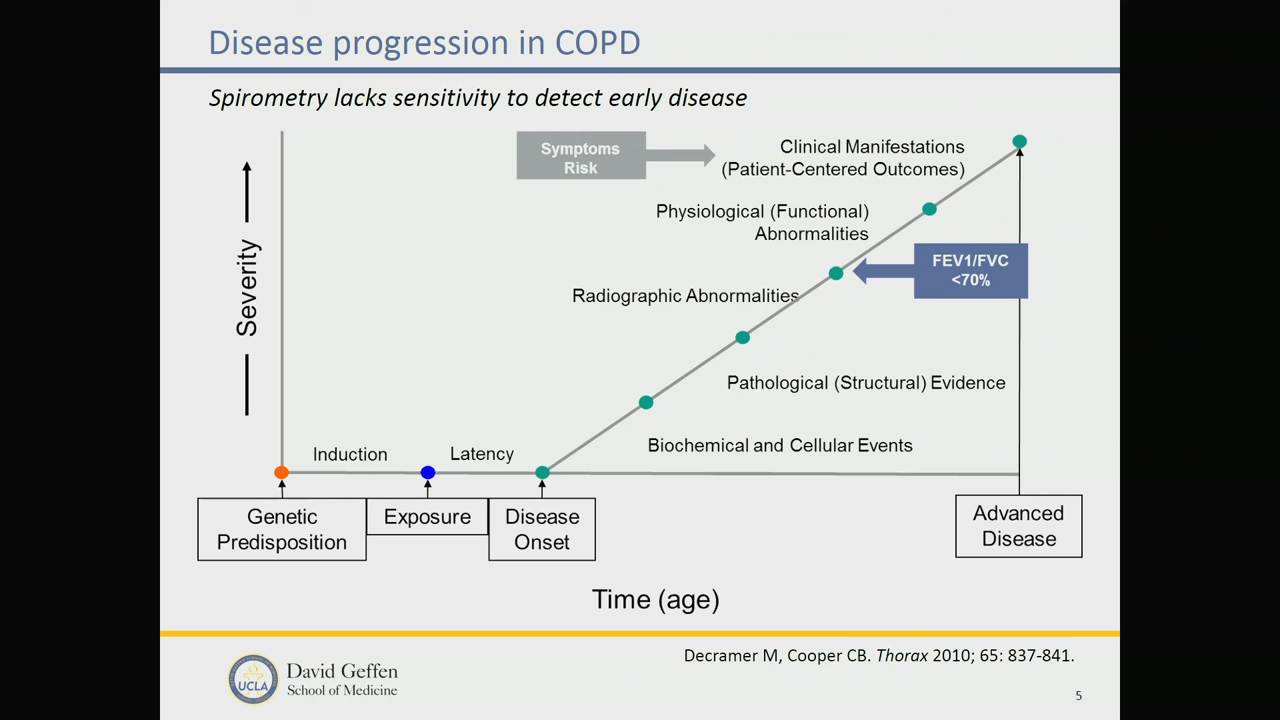 Disease progression in COPD
Spirometry lacks sensitivity to detect early disease
Symptoms
Risk
Clinical Manifestations
(Patient-Centered Outcomes)
Physiological (Functional)
Abnormalities
FEV1/FVC
<70%
Radiographic Abnormalities
Severity
Pathological (Structural) Evidence
Biochemical and Cellular Events
Induction
Latency
Genetic
Predisposition
Exposure
Disease
Onset
Advanced
Disease
Time (age)
Decramer M, Cooper CB. Thorax 2010; 65: 837-841.
UCLA
David Geffen
School of Medicine
5